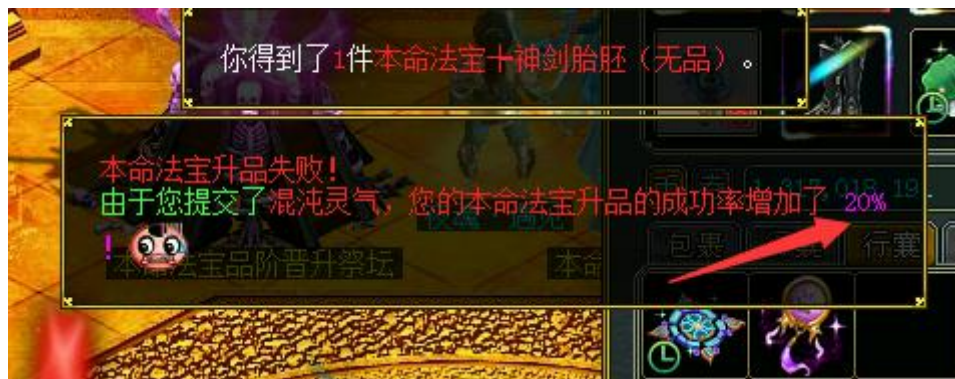 你得到了1件本命法宝十神剑胎胚（无品）。
本命法宝升品失败！
由于您提交了混沌灵气，您的本命法宝升品的成功率增加了 20%
！
包裹
行囊
本命法宝品阶晋升祭坛
本命